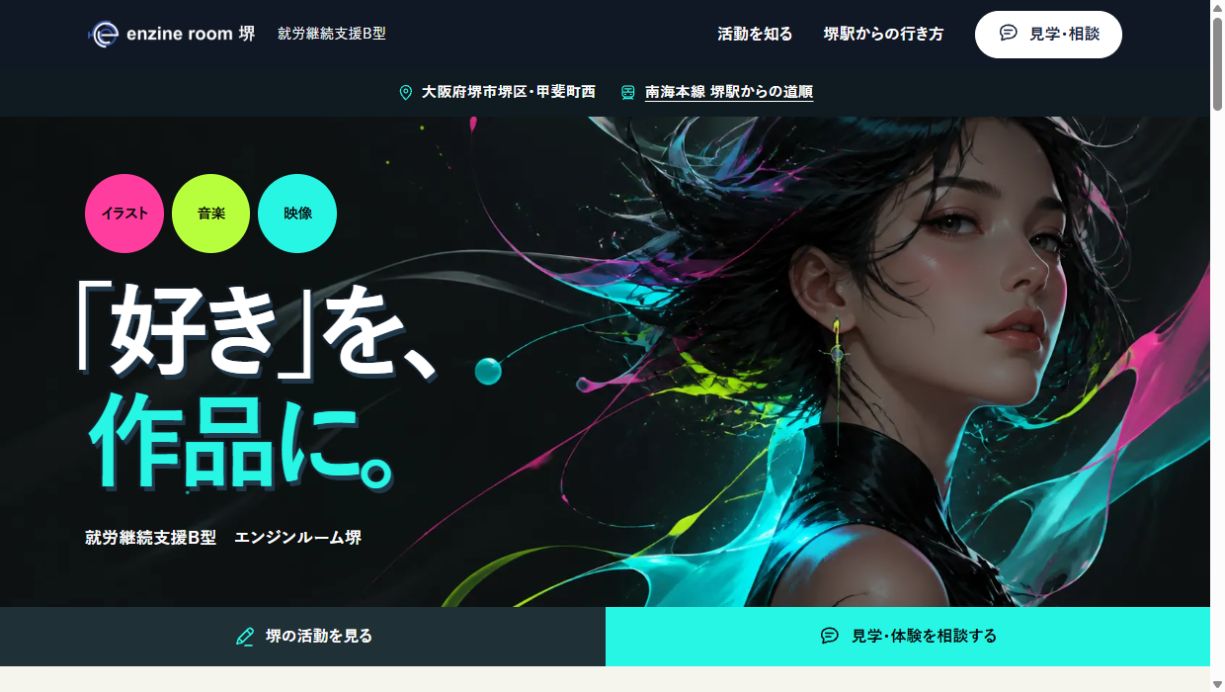 enzine room 堺 就労継続支援B型 活動を知る 堺駅からの行き方 見学・相談
大阪府堺市堺区・甲斐町西 南海本線 堺駅からの道順
イラスト 音楽 映像
「好き」を、
作品に。
就労継続支援B型 エンジンルーム堺
堺の活動を見る 見学・体験を相談する